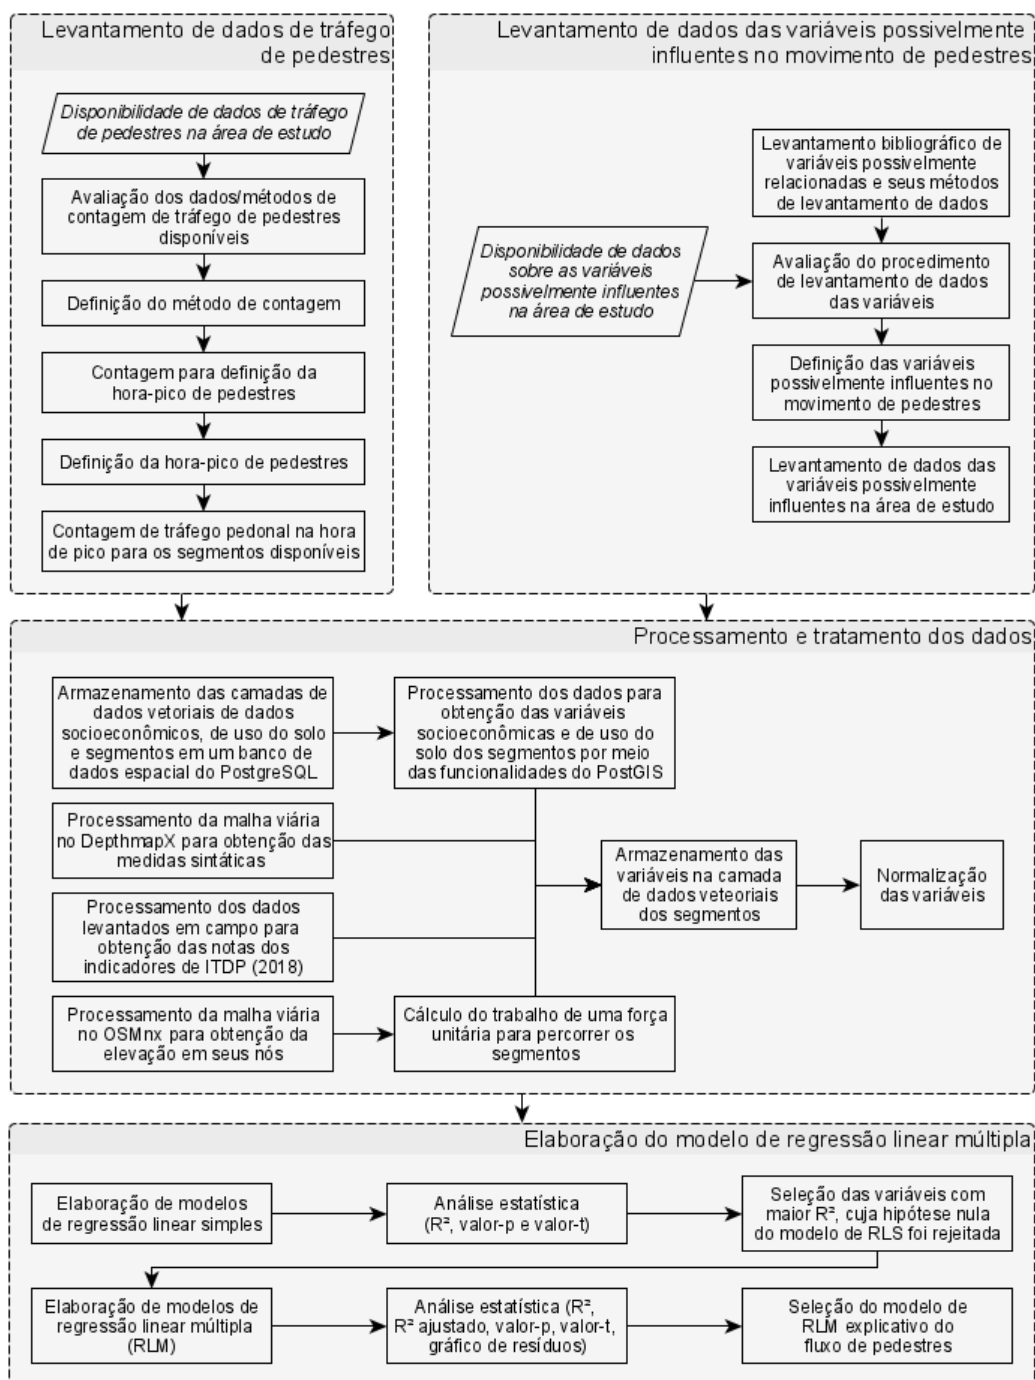 Levantamento de dados de tráfego
de pedestres
Disponibilidade de dados de tráfego
de pedestres na área de estudo
Avaliação dos dados/métodos de
contagem de tráfego de pedestres
disponíveis
Definição do método de contagem
Contagem para definição da
hora-pico de pedestres
Definição da hora-pico de pedestres
Contagem de tráfego pedonal na hora
de pico para os segmentos disponíveis
Levantamento de dados das variáveis possivelmente
influentes no movimento de pedestres
Levantamento bibliográfico de
variáveis possivelmente
relacionadas e seus métodos
de levantamento de dados
Disponibilidade de dados
sobre as variáveis
possivelmente influentes
na área de estudo
Avaliação do procedimento
de levantamento de dados
das variáveis
Definição das variáveis
possivelmente influentes no
movimento de pedestres
Levantamento de dados das
variáveis possivelmente
influentes na área de estudo
Processamento e tratamento dos dados
Armazenamento das camadas de
dados vetoriais de dados
socioeconômicos, de uso do solo
e segmentos em um banco de
dados espacial do PostgreSQL
Processamento dos dados para
obtenção das variáveis
socioeconômicas e de uso do
solo dos segmentos por meio
das funcionalidades do PostGIS
Processamento da malha viária
no DepthmapX para obtenção das
medidas sintáticas
Processamento dos dados
levantados em campo para
obtenção das notas dos
indicadores de ITDP (2018)
Processamento da malha viária
no OSMnx para obtenção da
elevação em seus nós
Cálculo do trabalho de uma força
unitária para percorrer os
segmentos
Armazenamento das
variáveis na camada
de dados veteoriais
dos segmentos
Normalização
das variáveis
Elaboração do modelo de regressão linear múltipla
Elaboração de modelos
de regressão linear simples
Análise estatística
(R², valor-p e valor-t)
Seleção das variáveis com
maior R², cuja hipótese nula
do modelo de RLS foi rejeitada
Elaboração de modelos de
regressão linear múltipla
(RLM)
Análise estatística (R²,
R² ajustado, valor-p, valor-t,
gráfico de resíduos)
Seleção do modelo de
RLM explicativo do
fluxo de pedestres